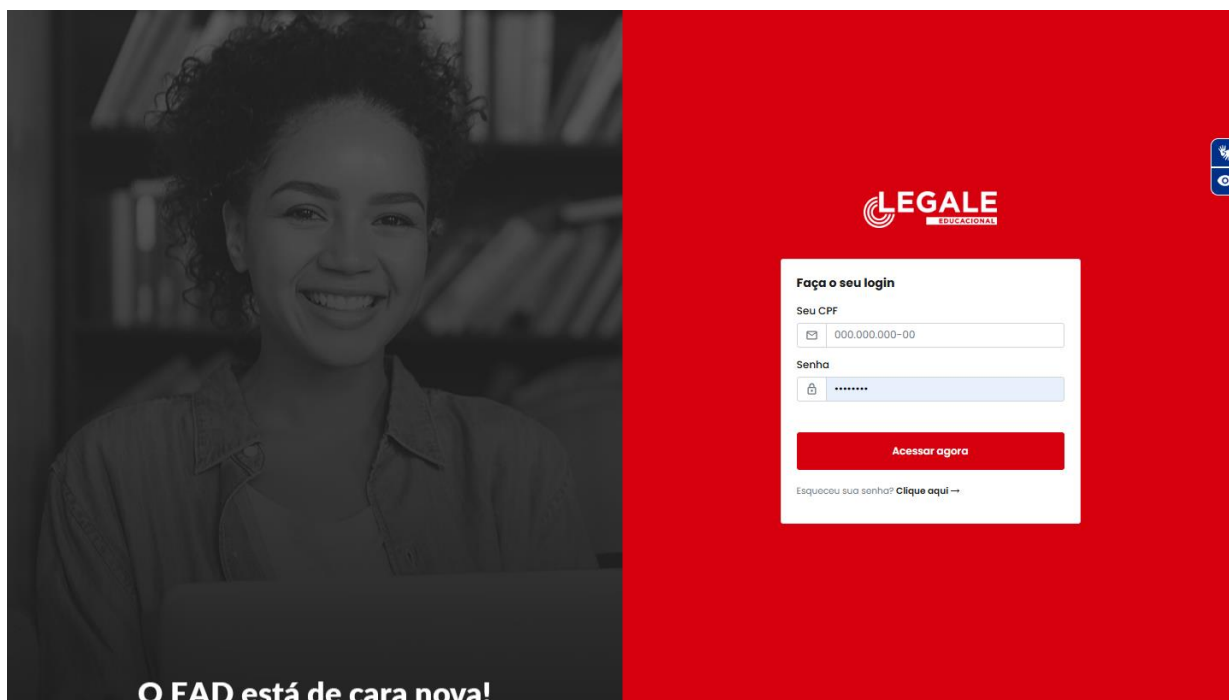 LEGALE
EDUCACIONAL
Faça o seu login
Seu CPF
000.000.000-00
Senha
••••••••
Acessar agora
Esqueceu sua senha? Clique aqui →
O EAD está de cara nova!